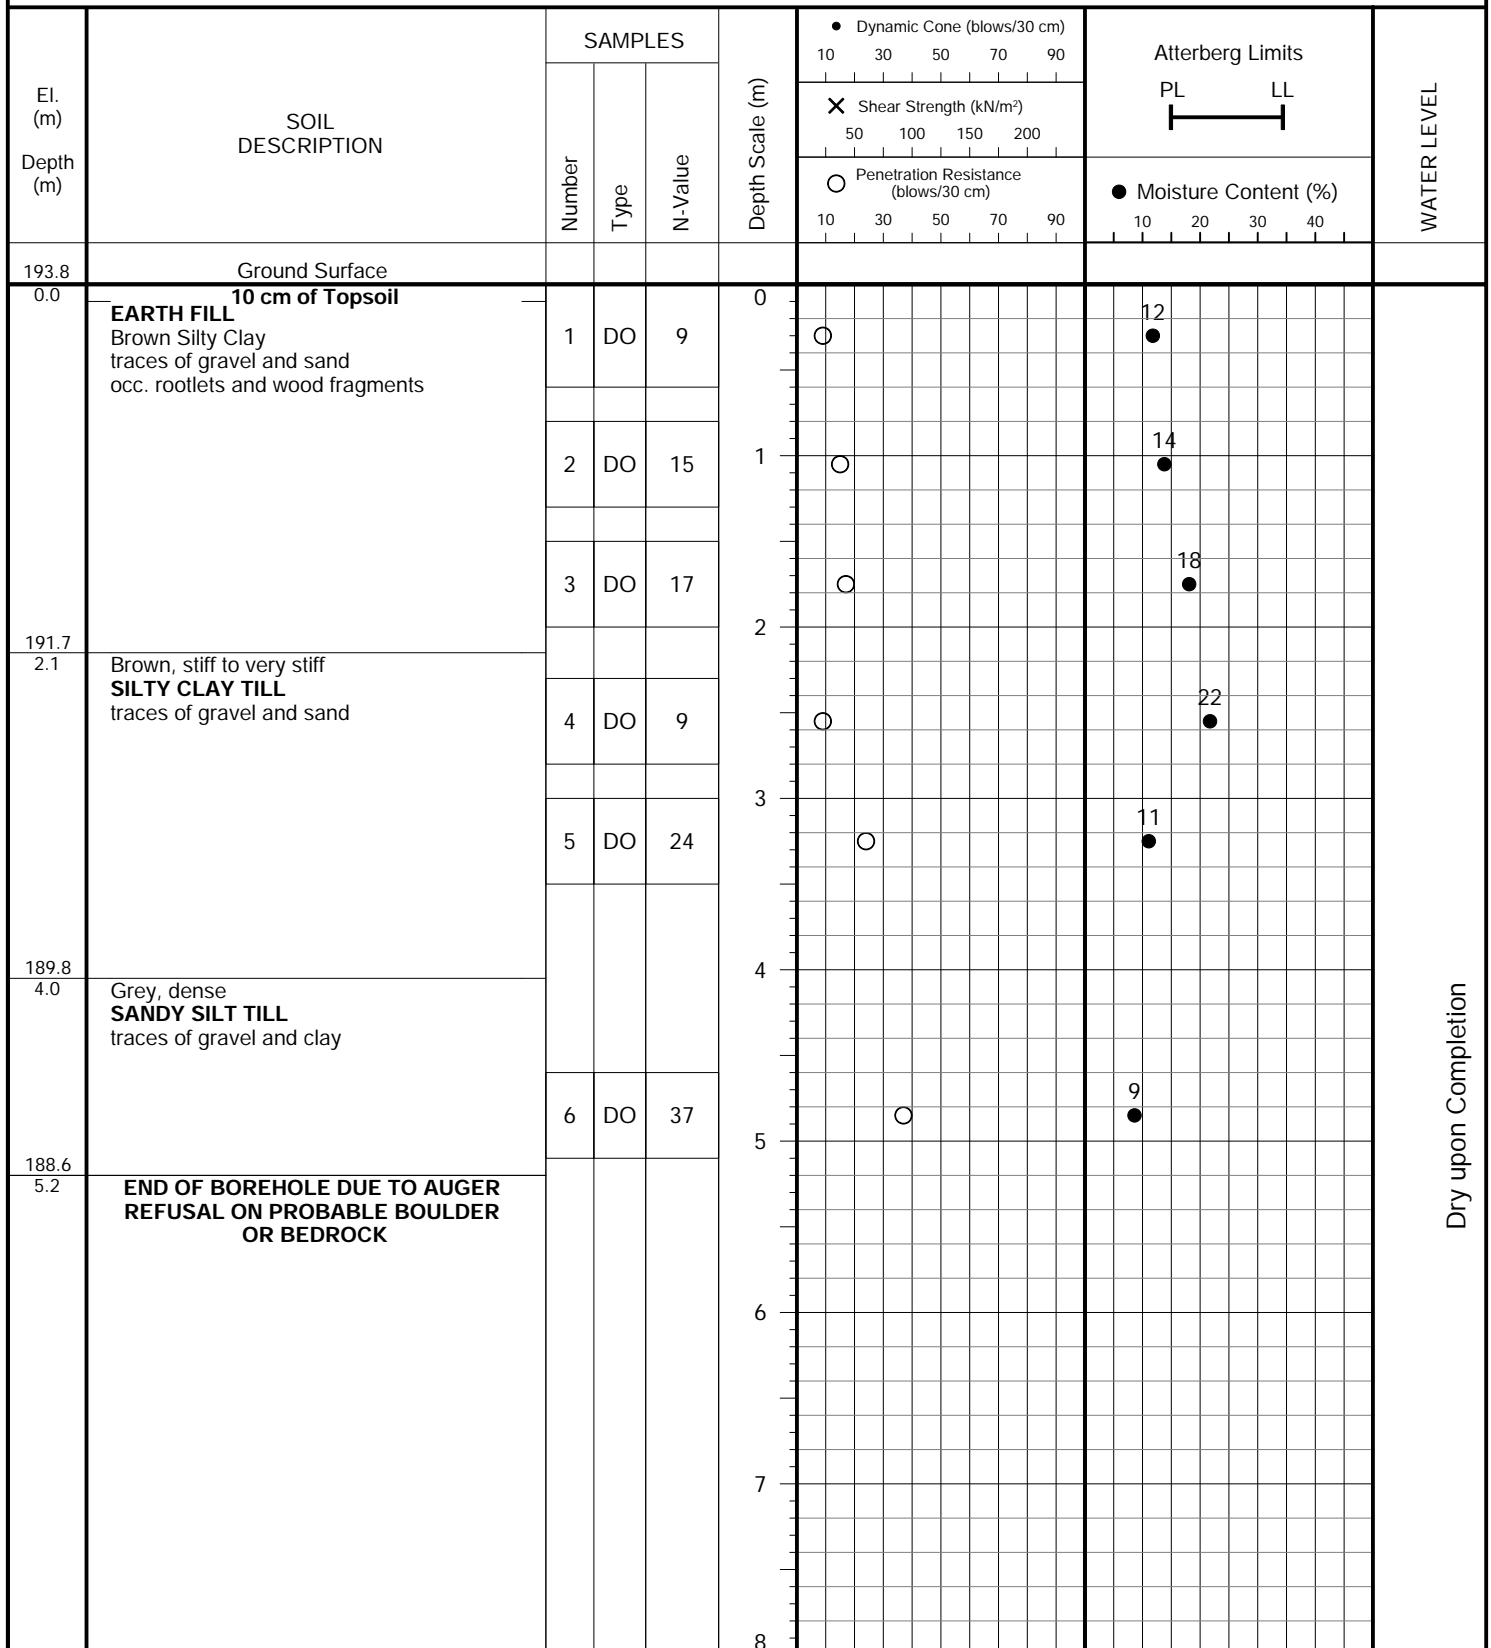 El.
(m)
Depth
(m)
SOIL
DESCRIPTION
SAMPLES
Number
Type
N-Value
Depth Scale (m)
Dynamic Cone (blows/30 cm)
10 30 50 70 90
Shear Strength (kN/m²)
50 100 150 200
Penetration Resistance
(blows/30 cm)
10 30 50 70 90
Atterberg Limits
PL LL
Moisture Content (%)
10 20 30 40
WATER LEVEL
193.8 Ground Surface
0.0 10 cm of Topsoil 0
EARTH FILL
Brown Silty Clay
traces of gravel and sand
occ. rootlets and wood fragments
12
1 DO 9
14
1
2 DO 15
18
3 DO 17
2
191.7
2.1 Brown, stiff to very stiff
SILTY CLAY TILL
traces of gravel and sand
22
4 DO 9
3
11
5 DO 24
189.8 4
4.0 Grey, dense
SANDY SILT TILL
traces of gravel and clay
9
6 DO 37
5
188.6
5.2 END OF BOREHOLE DUE TO AUGER
REFUSAL ON PROBABLE BOULDER
OR BEDROCK
Dry upon Completion
6
7
8